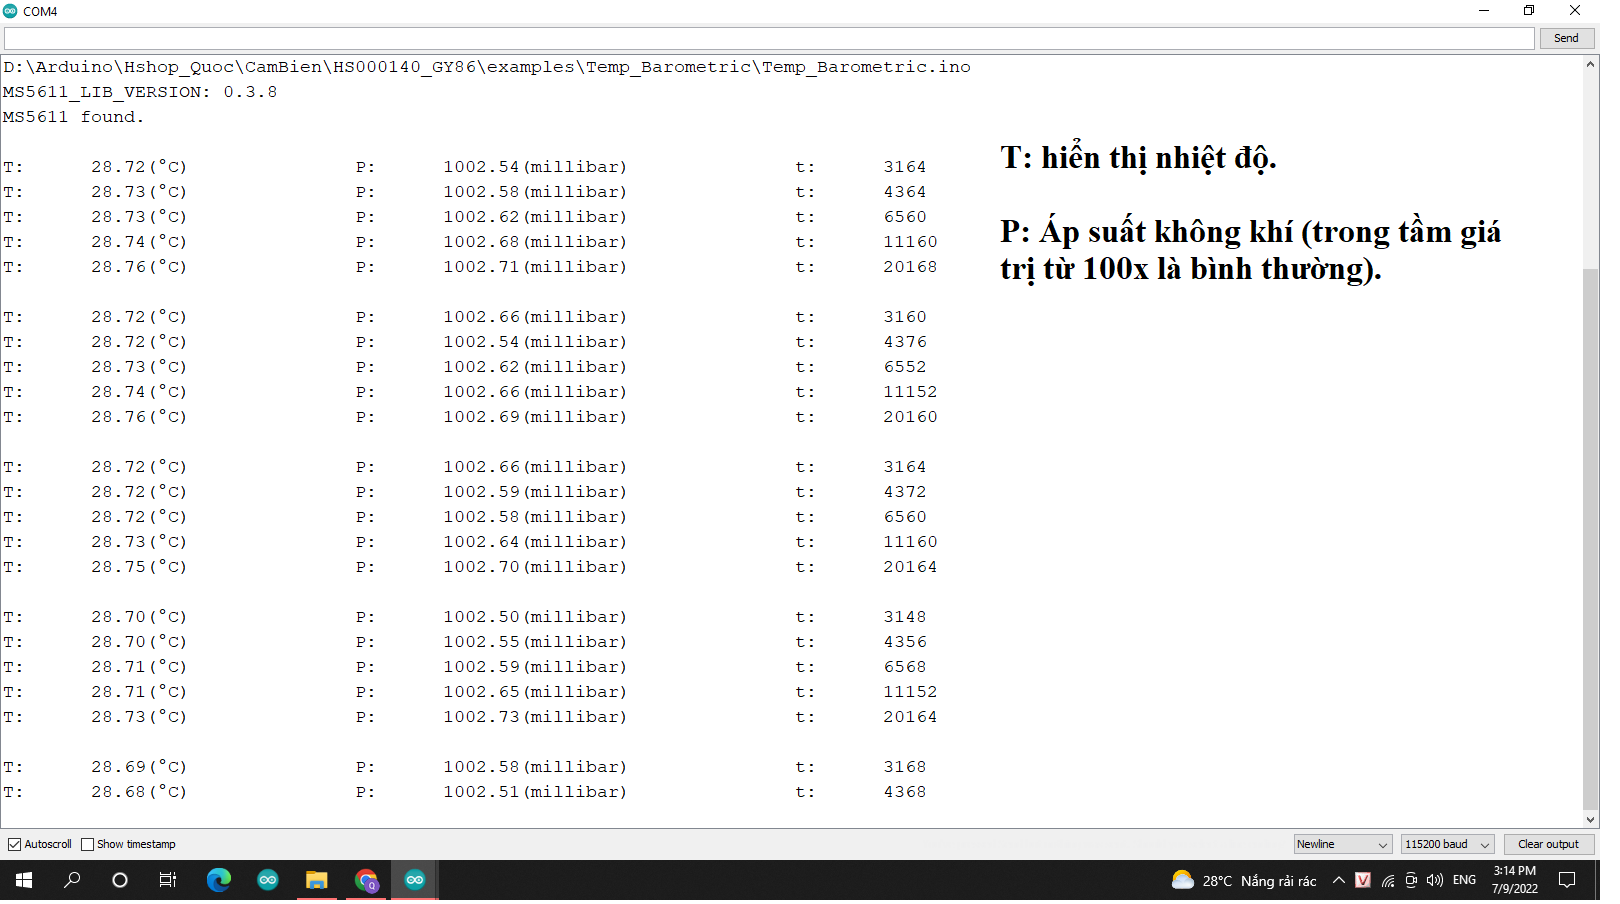 COM4
Send
D:\Arduino\Hshop_Quoc\CamBien\HS000140_GY86\examples\Temp_Barometric\Temp_Barometric.ino
MS5611_LIB_VERSION: 0.3.8
MS5611 found.
T: 28.72(°C) P: 1002.54(millibar) t: 3164
T: 28.73(°C) P: 1002.58(millibar) t: 4364
T: 28.73(°C) P: 1002.62(millibar) t: 6560
T: 28.74(°C) P: 1002.68(millibar) t: 11160
T: 28.76(°C) P: 1002.71(millibar) t: 20168
T: 28.72(°C) P: 1002.66(millibar) t: 3160
T: 28.72(°C) P: 1002.54(millibar) t: 4376
T: 28.73(°C) P: 1002.62(millibar) t: 6552
T: 28.74(°C) P: 1002.66(millibar) t: 11152
T: 28.76(°C) P: 1002.69(millibar) t: 20160
T: 28.72(°C) P: 1002.66(millibar) t: 3164
T: 28.72(°C) P: 1002.59(millibar) t: 4372
T: 28.72(°C) P: 1002.58(millibar) t: 6560
T: 28.73(°C) P: 1002.64(millibar) t: 11160
T: 28.75(°C) P: 1002.70(millibar) t: 20164
T: 28.70(°C) P: 1002.50(millibar) t: 3148
T: 28.70(°C) P: 1002.55(millibar) t: 4356
T: 28.71(°C) P: 1002.59(millibar) t: 6568
T: 28.71(°C) P: 1002.65(millibar) t: 11152
T: 28.73(°C) P: 1002.73(millibar) t: 20164
T: 28.69(°C) P: 1002.58(millibar) t: 3168
T: 28.68(°C) P: 1002.51(millibar) t: 4368
T: hiển thị nhiệt độ.
P: Áp suất không khí (trong tầm giá
trị từ 100x là bình thường).
Autoscroll Show timestamp Newline 115200 baud Clear output
28°C Nắng rải rác V ENG 3:14 PM
7/9/2022